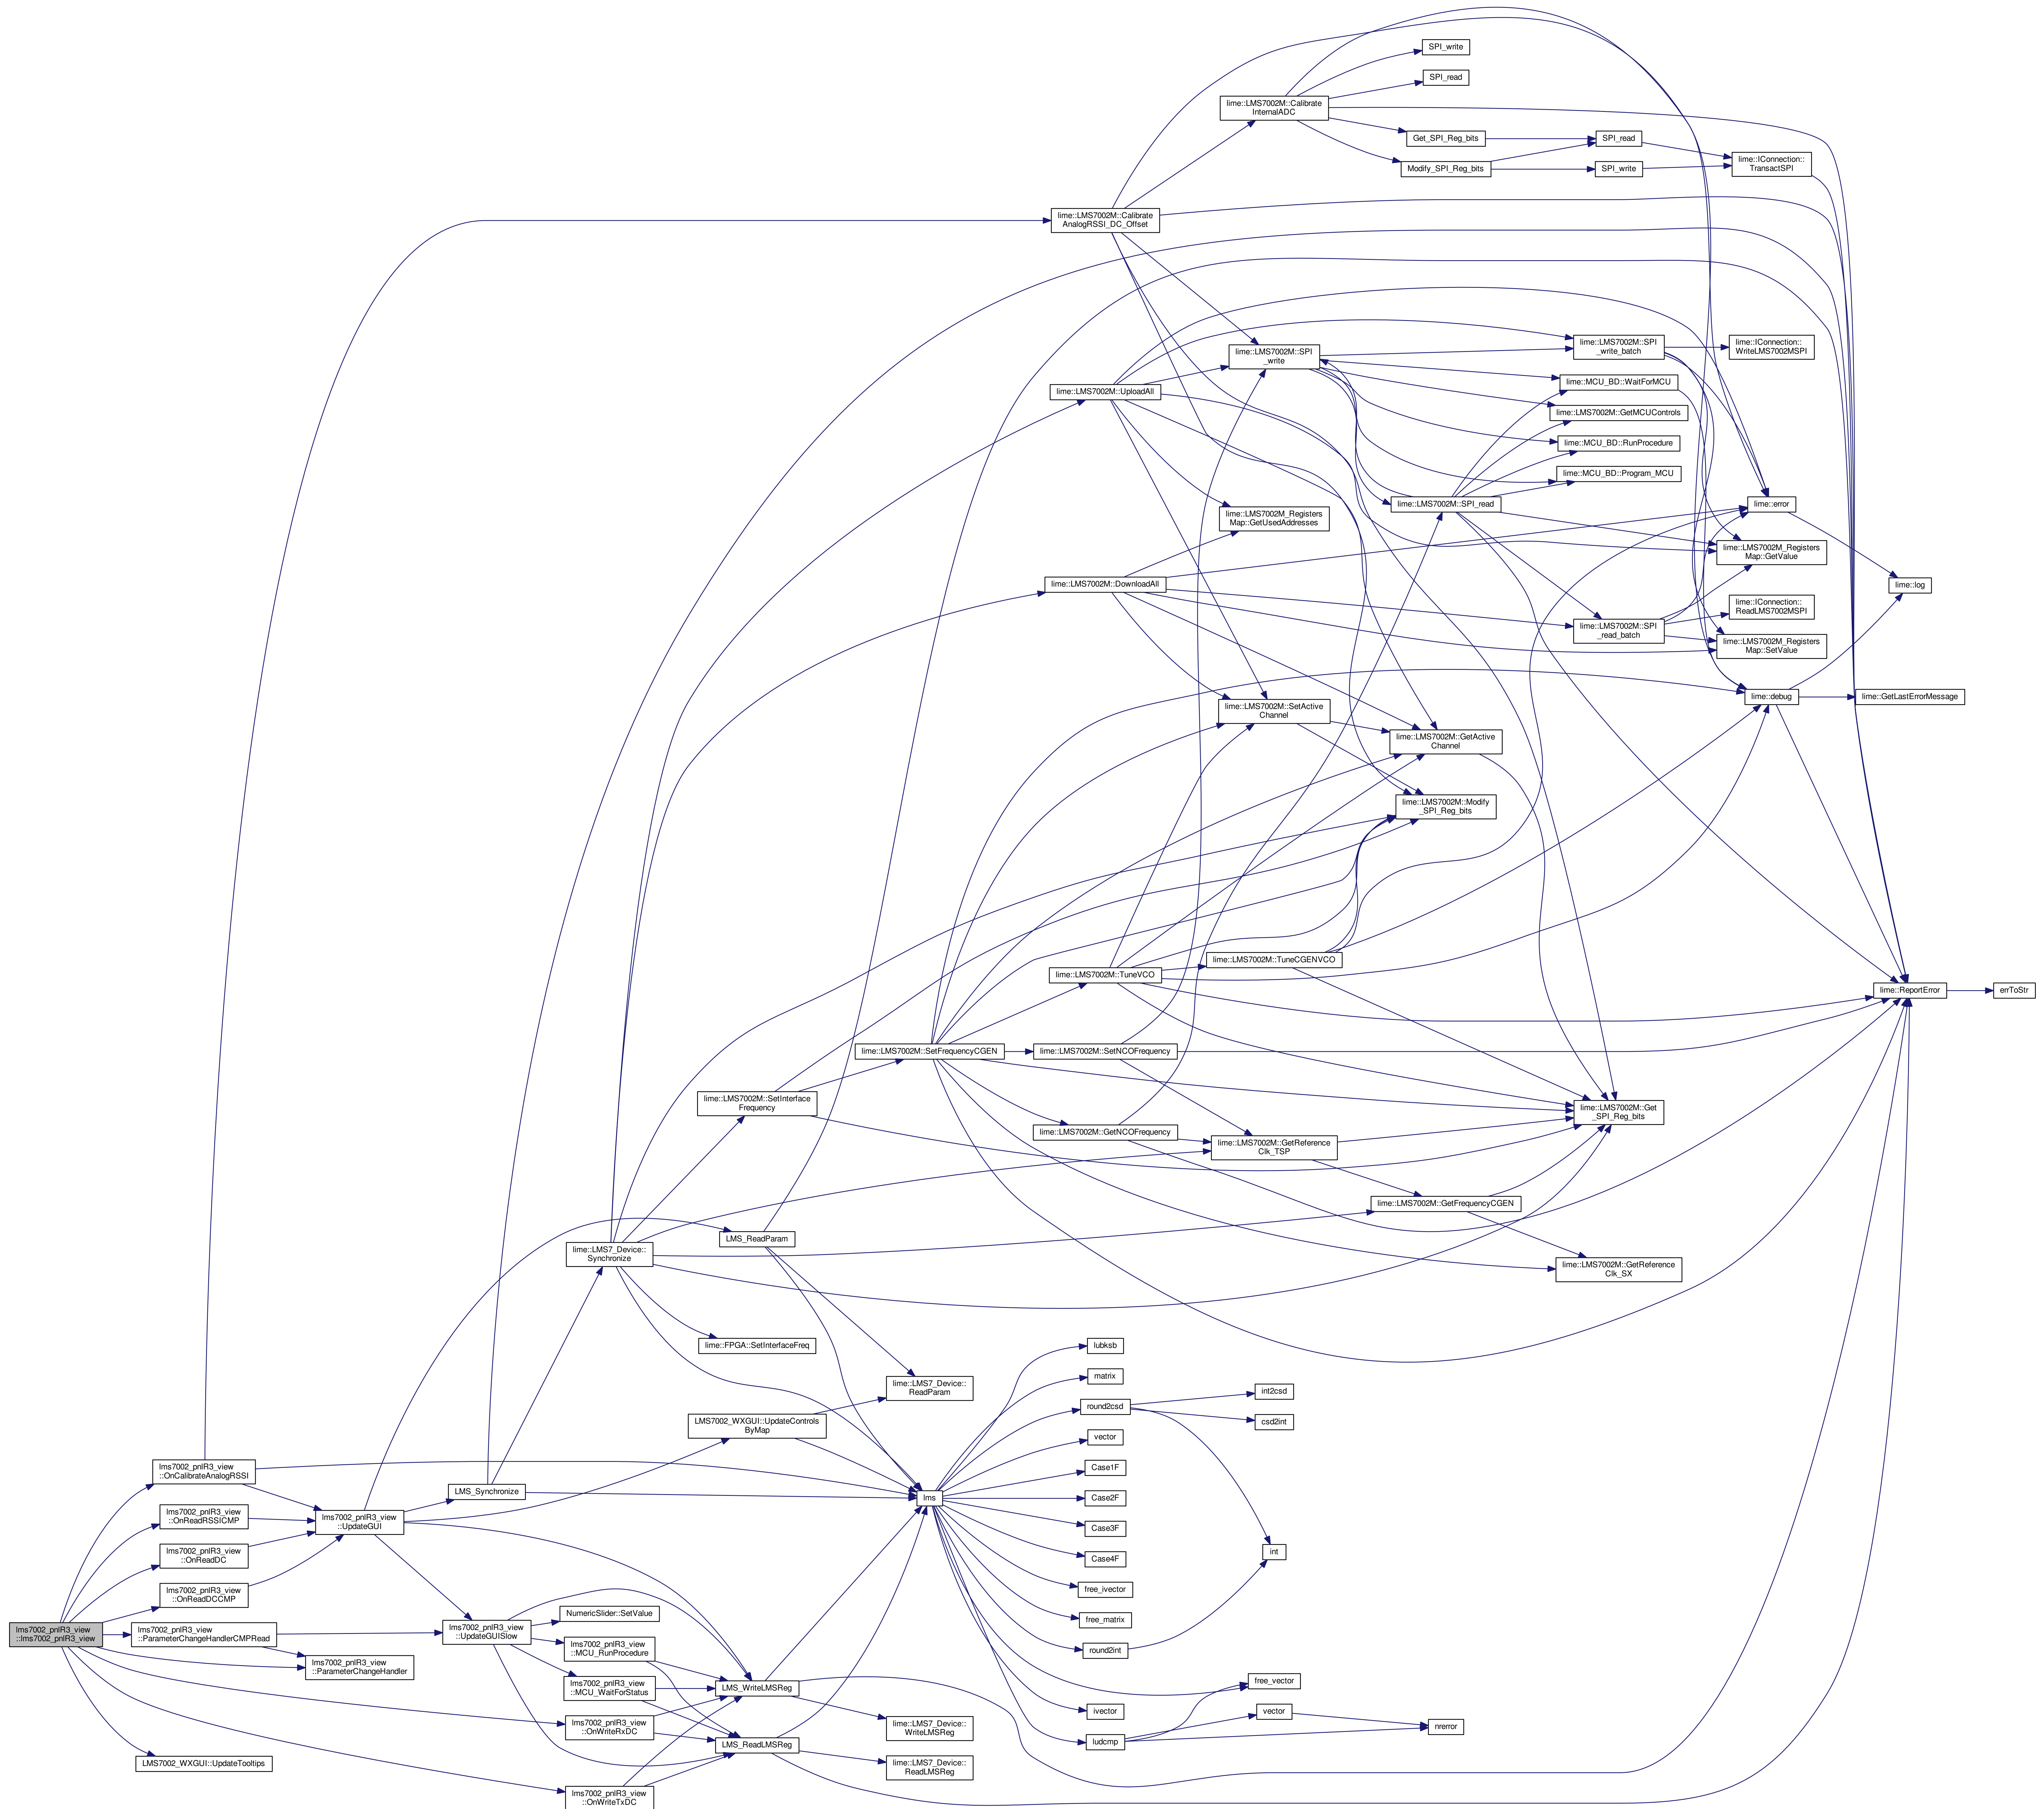 SPI_write
SPI_read
lime::LMS7002M::Calibrate
InternalADC
Get_SPI_Reg_bits
SPI_read
lime::IConnection::
TransactSPI
Modify_SPI_Reg_bits
SPI_write
lime::LMS7002M::Calibrate
AnalogRSSI_DC_Offset
lime::LMS7002M::SPI
_write
lime::LMS7002M::SPI
_write_batch
lime::IConnection::
WriteLMS7002MSPI
lime::LMS7002M::UploadAll
lime::MCU_BD::WaitForMCU
lime::LMS7002M::GetMCUControls
lime::MCU_BD::RunProcedure
lime::MCU_BD::Program_MCU
lime::LMS7002M::SPI_read
lime::error
lime::LMS7002M_Registers
Map::GetUsedAddresses
lime::LMS7002M_Registers
Map::GetValue
lime::LMS7002M::DownloadAll
lime::log
lime::IConnection::
ReadLMS7002MSPI
lime::LMS7002M::SPI
_read_batch
lime::LMS7002M_Registers
Map::SetValue
lime::debug
lime::GetLastErrorMessage
lime::LMS7002M::SetActive
Channel
lime::LMS7002M::GetActive
Channel
lime::LMS7002M::Modify
_SPI_Reg_bits
lime::LMS7002M::TuneCGENVCO
lime::LMS7002M::TuneVCO
lime::ReportError
errToStr
lime::LMS7002M::SetFrequencyCGEN
lime::LMS7002M::SetNCOFrequency
lime::LMS7002M::SetInterface
Frequency
lime::LMS7002M::Get
_SPI_Reg_bits
lime::LMS7002M::GetNCOFrequency
lime::LMS7002M::GetReference
Clk_TSP
lime::LMS7002M::GetFrequencyCGEN
LMS_ReadParam
lime::LMS7_Device::
Synchronize
lime::LMS7002M::GetReference
Clk_SX
lime::FPGA::SetInterfaceFreq
lubksb
matrix
lime::LMS7_Device::
ReadParam
int2csd
round2csd
csd2int
LMS7002_WXGUI::UpdateControls
ByMap
vector
Case1F
lms7002_pnlR3_view
::OnCalibrateAnalogRSSI
LMS_Synchronize
lms
Case2F
lms7002_pnlR3_view
::OnReadRSSICMP
lms7002_pnlR3_view
::UpdateGUI
Case3F
lms7002_pnlR3_view
::OnReadDC
int
Case4F
lms7002_pnlR3_view
::OnReadDCCMP
free_ivector
NumericSlider::SetValue
free_matrix
lms7002_pnlR3_view
::lms7002_pnlR3_view
lms7002_pnlR3_view
::ParameterChangeHandlerCMPRead
lms7002_pnlR3_view
::UpdateGUISlow
lms7002_pnlR3_view
::MCU_RunProcedure
round2int
lms7002_pnlR3_view
::ParameterChangeHandler
lms7002_pnlR3_view
::MCU_WaitForStatus
LMS_WriteLMSReg
free_vector
ivector
vector
lms7002_pnlR3_view
::OnWriteRxDC
lime::LMS7_Device::
WriteLMSReg
nrerror
LMS_ReadLMSReg
ludcmp
LMS7002_WXGUI::UpdateTooltips
lime::LMS7_Device::
ReadLMSReg
lms7002_pnlR3_view
::OnWriteTxDC